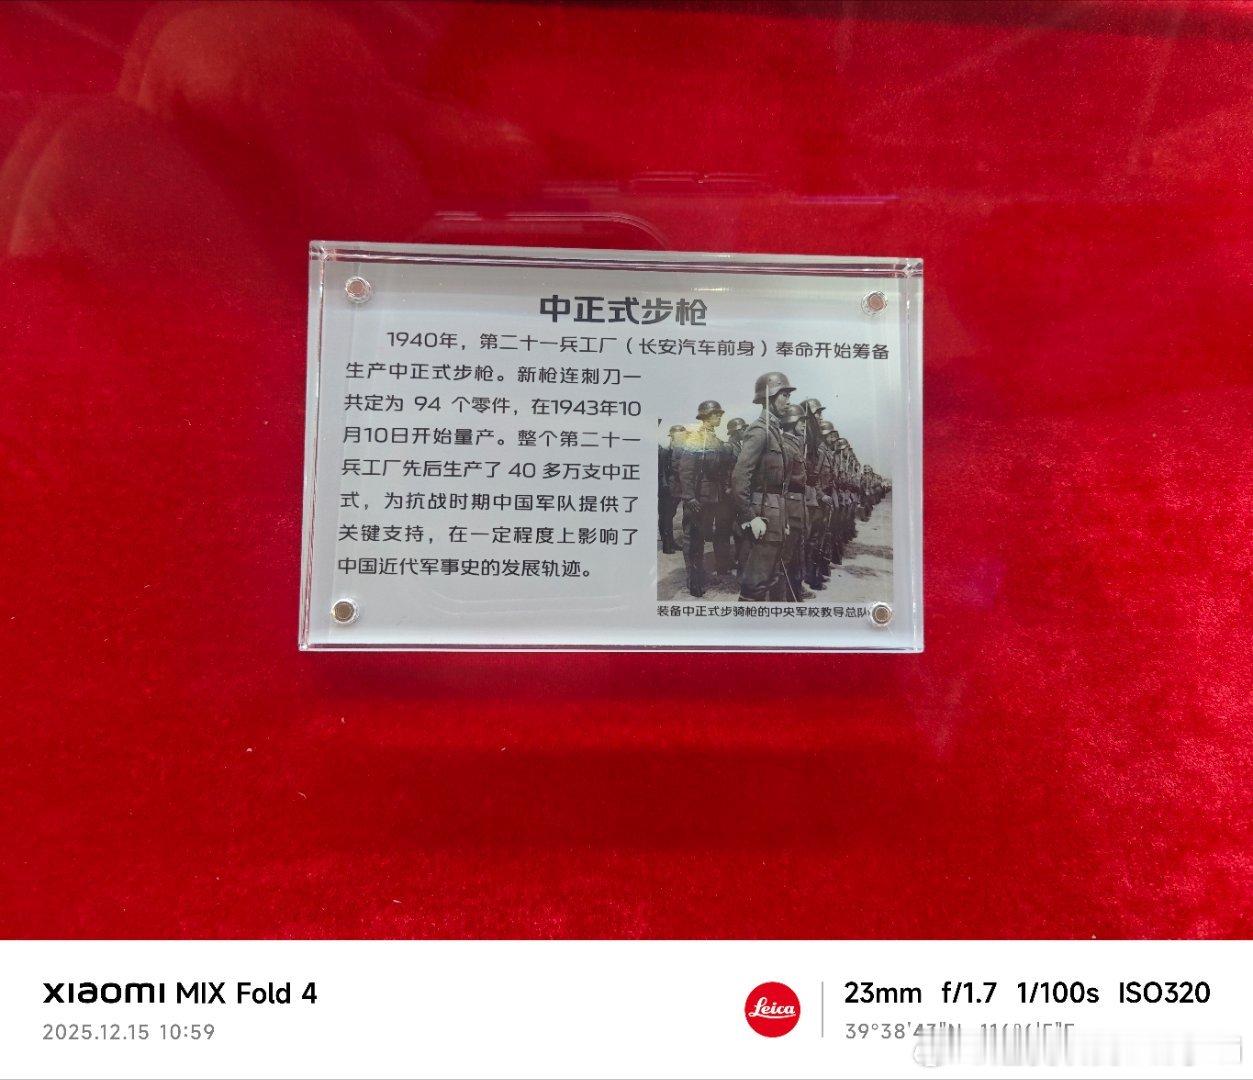 中正式步枪
1940年，第二十一兵工厂（长安汽车前身）奉命开始筹备
生产中正式步枪。新枪连刺刀一
共定为 94 个零件，在1943年10
月10日开始量产。整个第二十一
兵工厂先后生产了 40 多万支中正
式，为抗战时期中国军队提供了
关键支持，在一定程度上影响了
中国近代军事史的发展轨迹。
装备中正式步骑枪的中央军校教导总队
xiaomi MIX Fold 4
2025.12.15 10:59
Leica
23mm f/1.7 1/100s ISO320
39°38'43"N